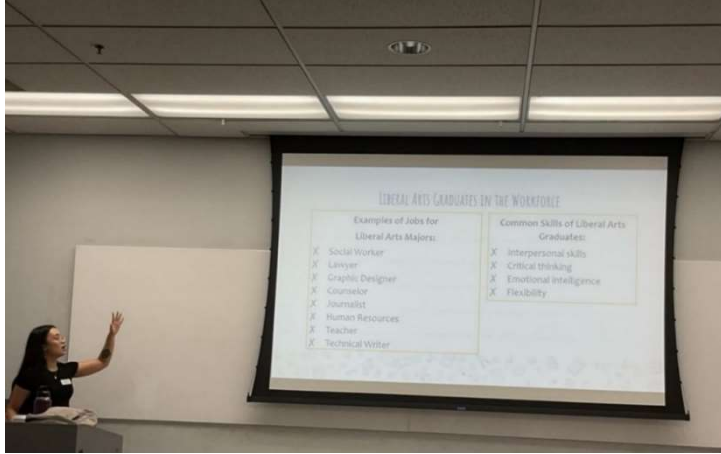 LIBERAL ARTS GRADUATES IN THE WORKFORCE
Examples of Jobs for
Liberal Arts Majors:
X Social Worker
X Lawyer
X Graphic Designer
X Counselor
X Journalist
X Human Resources
X Teacher
X Technical Writer
Common Skills of Liberal Arts
Graduates:
X Interpersonal skills
X Critical thinking
X Emotional intelligence
X Flexibility